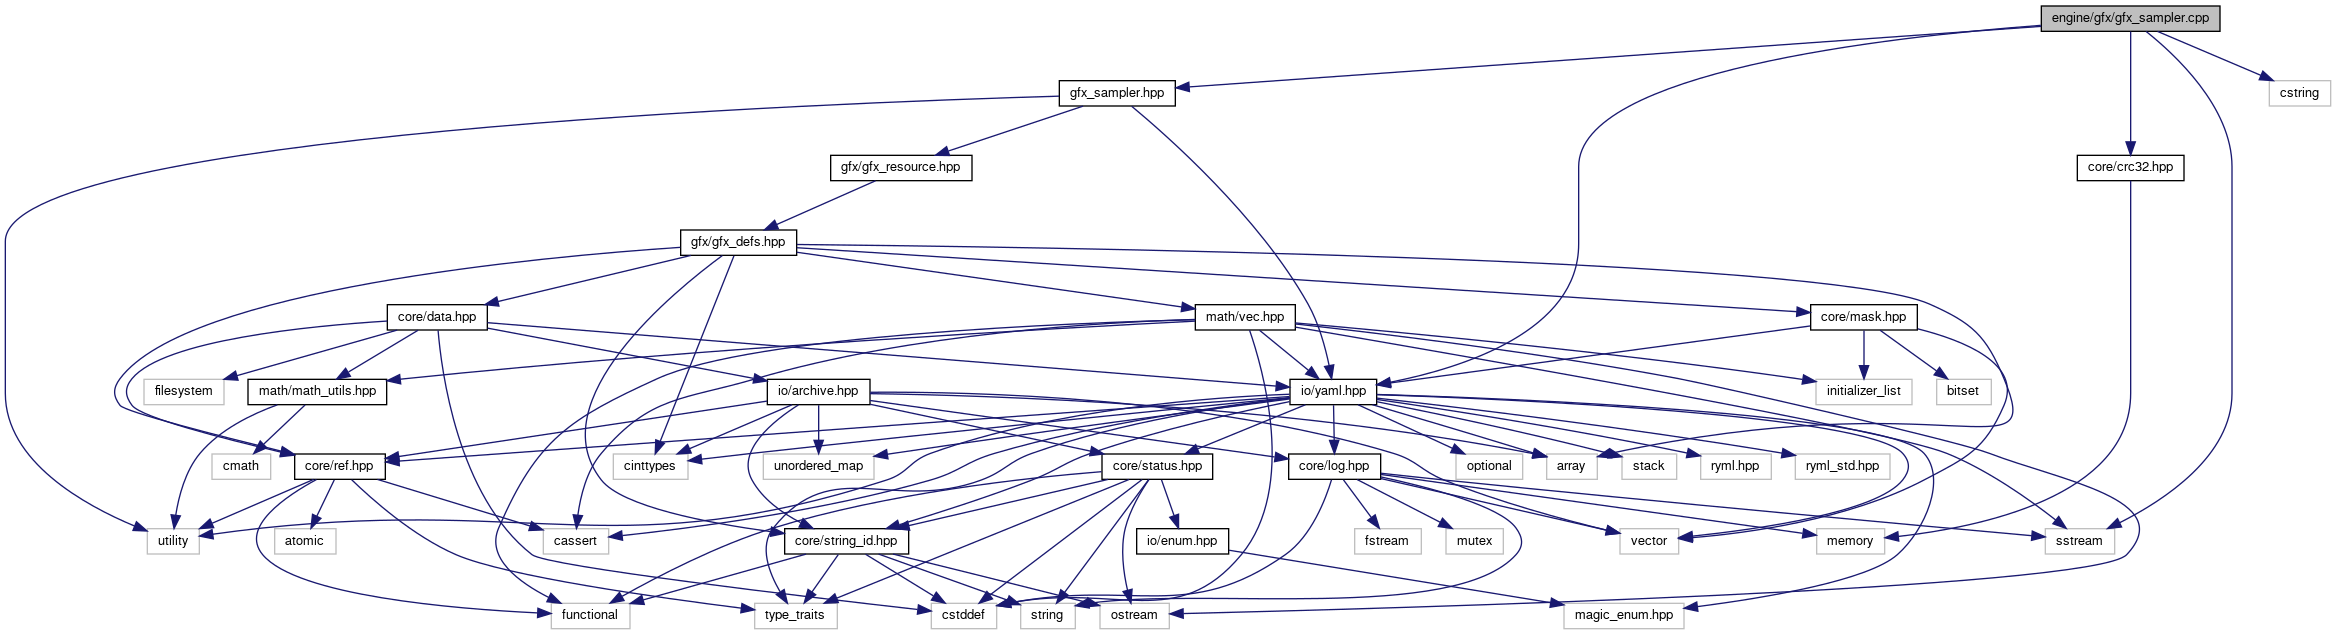 engine/gfx/gfx_sampler.cpp
gfx_sampler.hpp
cstring
gfx/gfx_resource.hpp
core/crc32.hpp
gfx/gfx_defs.hpp
core/data.hpp
math/vec.hpp
core/mask.hpp
filesystem
math/math_utils.hpp
io/archive.hpp
io/yaml.hpp
initializer_list
bitset
cmath
core/ref.hpp
cinttypes
unordered_map
core/status.hpp
core/log.hpp
optional
array
stack
ryml.hpp
ryml_std.hpp
utility
atomic
cassert
core/string_id.hpp
io/enum.hpp
fstream
mutex
vector
memory
sstream
functional
type_traits
cstddef
string
ostream
magic_enum.hpp